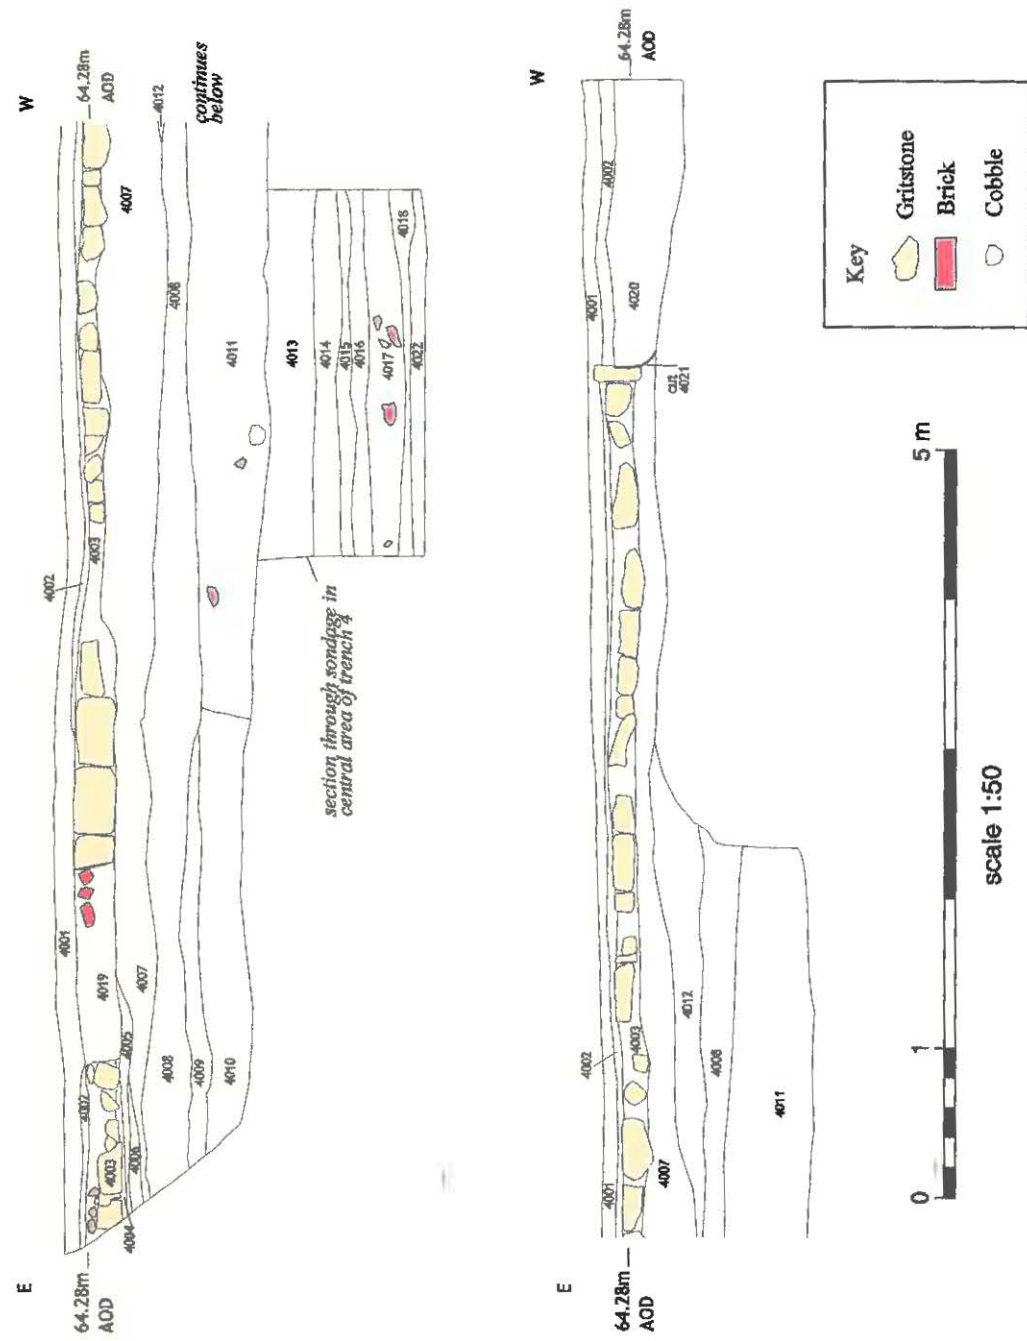 E
W
64.28m
AOD
64.28m
AOD
4001
4002
4002
4003
4003
4004
4005
4006
4007
4007
4008
4008
4009
4010
4011
4012
4019
continues
below
4013
4014
4015
4016
4017
4018
4022
section through sondage in
central area of trench 4
E
W
64.28m
AOD
64.28m
AOD
4001
4001
4002
4002
4003
4007
4012
4008
4011
4020
cut
4021
0
1
5 m
scale 1:50
Key
Gritstone
Brick
Cobble